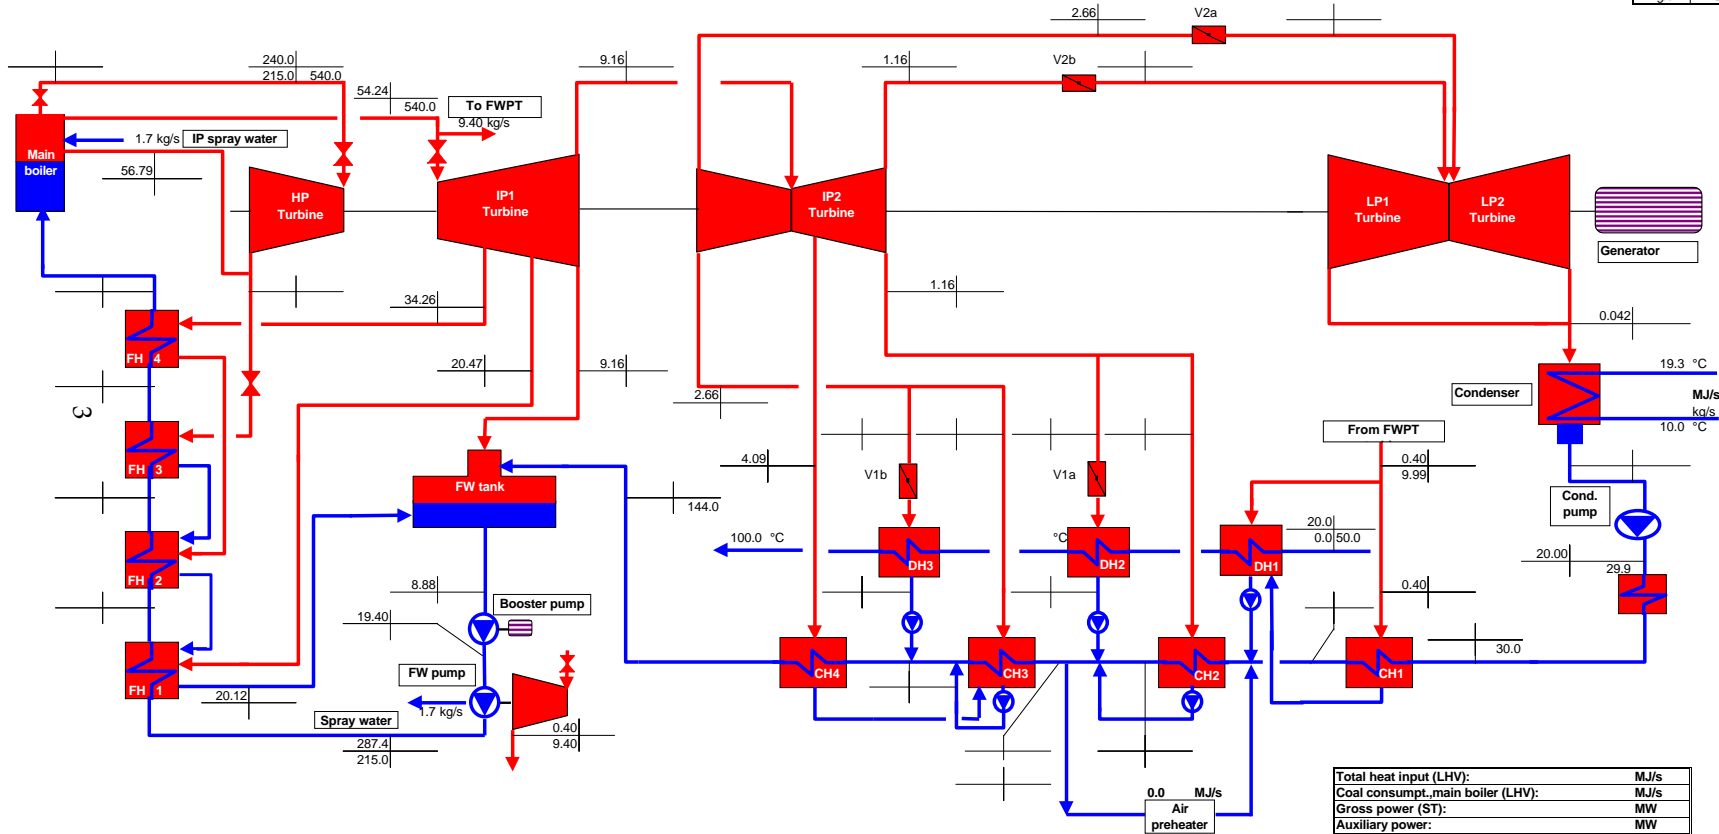 2.66
V2a
240.0
215.0 540.0
9.16
1.16
V2b
54.24
540.0
To FWPT
9.40 kg/s
1.7 kg/s IP spray water
Main
boiler
56.79
HP
Turbine
IP1
Turbine
IP2
Turbine
LP1
Turbine
LP2
Turbine
Generator
34.26
1.16
0.042
FH 4
20.47
9.16
2.66
19.3 °C
Condenser
MJ/s
kg/s
10.0 °C
3
From FWPT
FH 3
4.09
V1b
V1a
0.40
9.99
FW tank
144.0
Cond.
pump
100.0 °C
°C
20.0
0.0 50.0
DH3
DH2
DH1
20.00
29.9
FH 2
8.88
Booster pump
0.40
19.40
30.0
FW pump
CH4
CH3
CH2
CH1
FH 1
20.12
1.7 kg/s
Spray water
0.40
9.40
287.4
215.0
0.0 MJ/s
Air
preheater
Total heat input (LHV): MJ/s
Coal consumpt.,main boiler (LHV): MJ/s
Gross power (ST): MW
Auxiliary power: MW